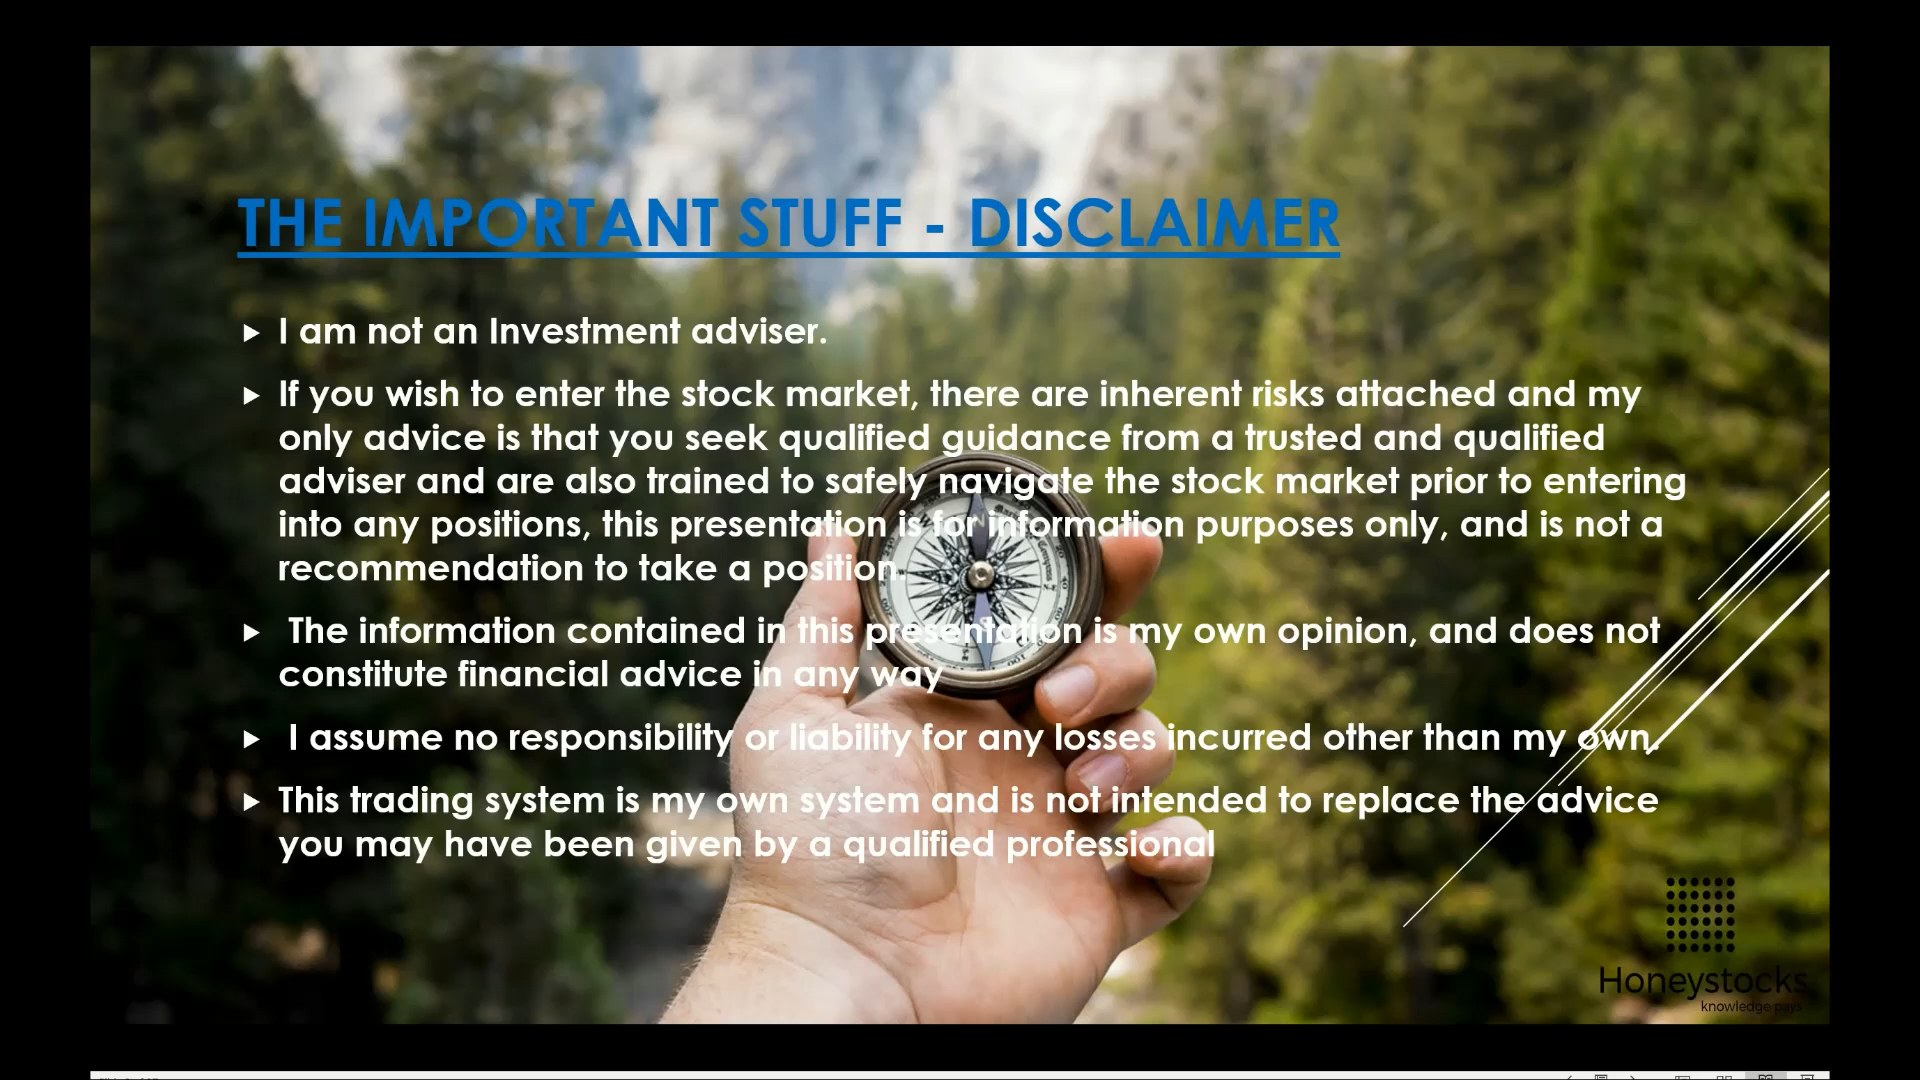 THE IMPORTANT STUFF - DISCLAIMER
I am not an Investment adviser.
If you wish to enter the stock market, there are inherent risks attached and my
only advice is that you seek qualified guidance from a trusted and qualified
adviser and are also trained to safely navigate the stock market prior to entering
into any positions, this presentation is for information purposes only, and is not a
recommendation to take a position.
The information contained in this presentation is my own opinion, and does not
constitute financial advice in any way
I assume no responsibility or liability for any losses incurred other than my own.
This trading system is my own system and is not intended to replace the advice
you may have been given by a qualified professional
Honeystocks
knowledge pays